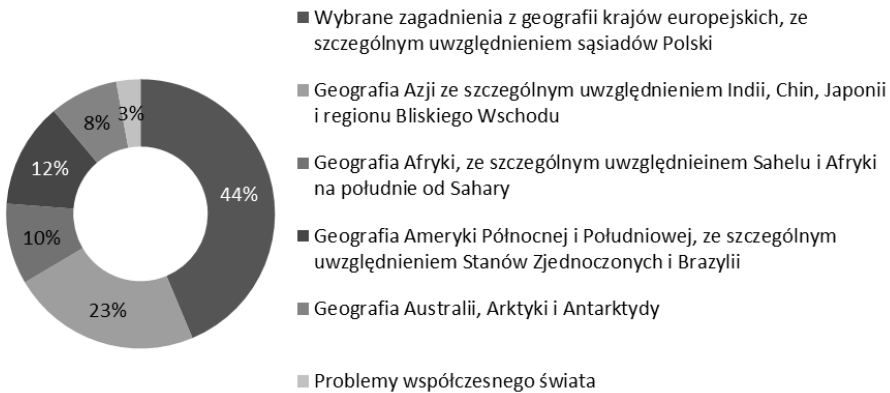 44%
23%
10%
12%
8%
3%
Wybrane zagadnienia z geografii krajów europejskich, ze
szczególnym uwzględnieniem sąsiadów Polski
Geografia Azji ze szczególnym uwzględnieniem Indii, Chin, Japonii
i regionu Bliskiego Wschodu
Geografia Afryki, ze szczególnym uwzględnieinem Sahelu i Afryki
na południe od Sahary
Geografia Ameryki Północnej i Południowej, ze szczególnym
uwzględnieniem Stanów Zjednoczonych i Brazylii
Geografia Australii, Arktyki i Antarktydy
Problemy współczesnego świata